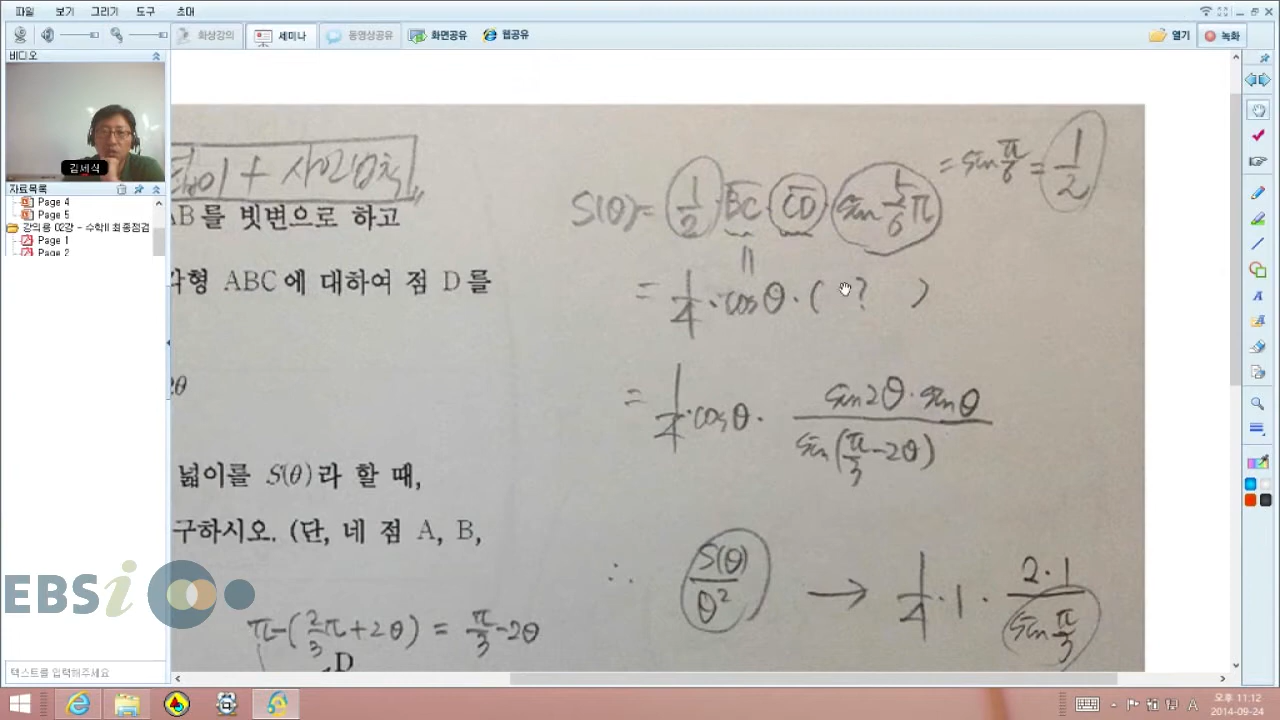 파일 보기 그리기 도구 초대
화상강의 세미나 동영상공유 화면공유 웹공유 열기 녹화
비디오
김세식
자료목록
Page 4
Page 5
강의용 02강 - 수학II 최종점검
Page 1
Page 2
텍스트를 입력해주세요
넓이 + 사인법칙
AB를 빗변으로 하고
각형 ABC에 대하여 점 D를
2θ
넓이를 S(θ)라 할 때,
구하시오. (단, 네 점 A, B,
π-(2/3π+2θ) = π/3-2θ
D
S(θ)= 1/2 BC CD sin 5/6 π = sin π/6 = 1/2
=
= 1/4 · cosθ · ( ? )
= 1/4 · cosθ · sin2θ · sinθ / sin(π/3-2θ)
∴ S(θ)/θ² → 1/4 · 1 · 2·1 / sin π/3
EBSi
오후 11:12
2014-09-24